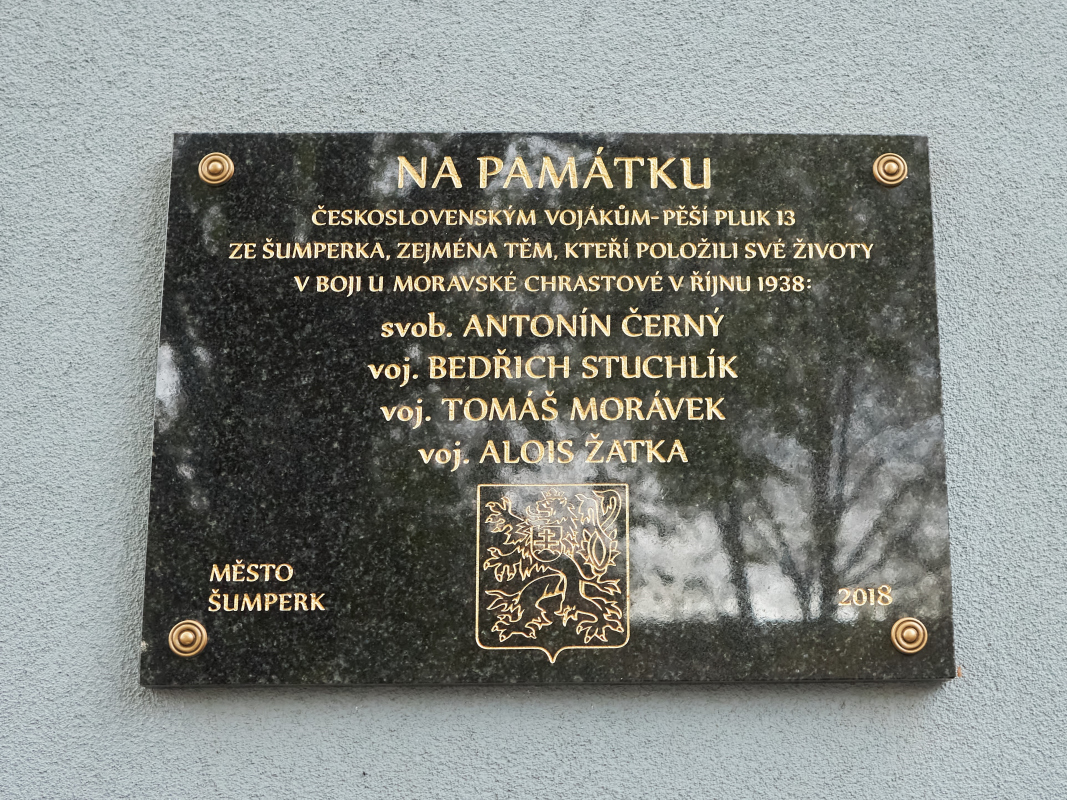 NA PAMÁTKU
ČESKOSLOVENSKÝM VOJÁKŮM-PĚŠÍ PLUK 13
ZE ŠUMPERKA, ZEJMÉNA TĚM, KTEŘÍ POLOŽILI SVÉ ŽIVOTY
V BOJI U MORAVSKÉ CHRASTOVÉ V ŘÍJNU 1938:
svob. ANTONÍN ČERNÝ
voj. BEDŘICH STUCHLÍK
voj. TOMÁŠ MORÁVEK
voj. ALOIS ŽATKA
MĚSTO
ŠUMPERK
2018